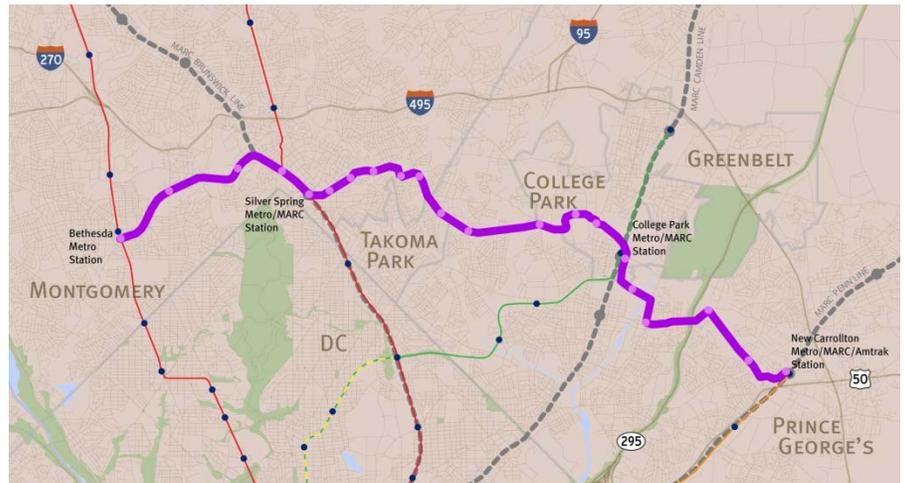 95
270
MARC BRUNSWICK LINE
MARC CAMDEN LINE
495
GREENBELT
COLLEGE
PARK
Silver Spring
Metro/MARC
Station
College Park
Metro/MARC
Station
Bethesda
Metro
Station
TAKOMA
PARK
MONTGOMERY
MARC PENN LINE
DC
New Carrollton
Metro/MARC/Amtrak
Station
50
PRINCE
GEORGE'S
295